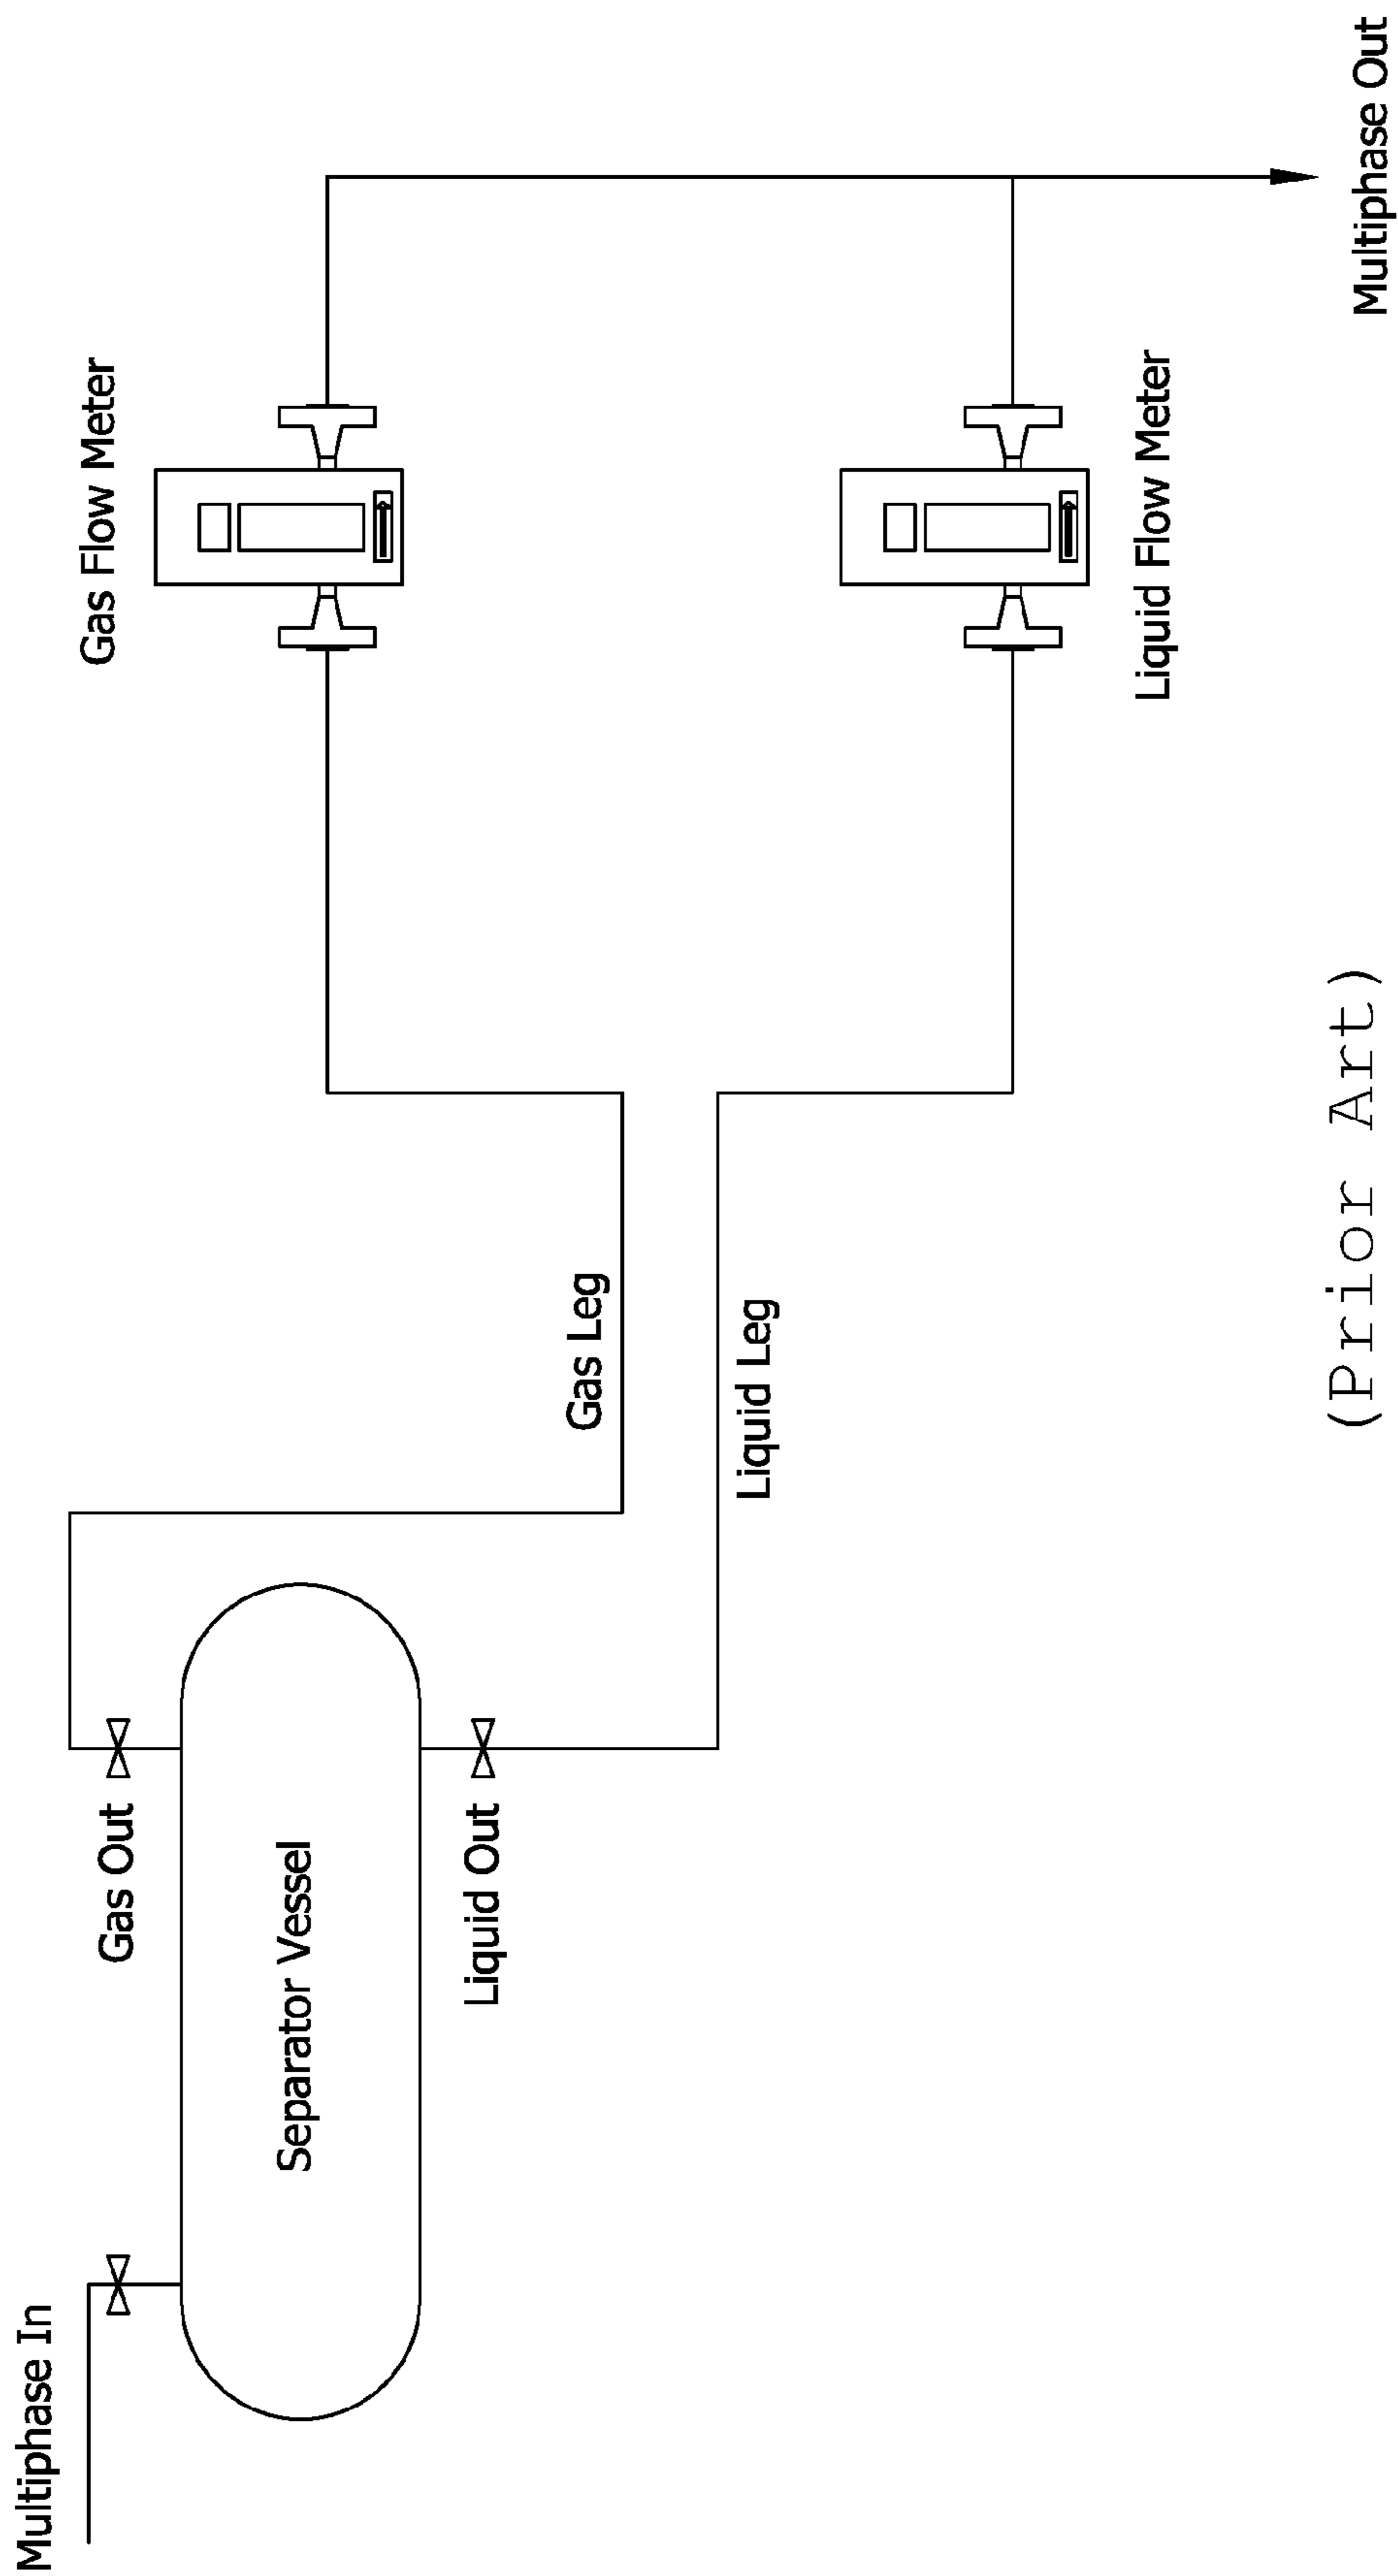 Multiphase In
Gas Out
Separator Vessel
Liquid Out
Gas Leg
Liquid Leg
Gas Flow Meter
Liquid Flow Meter
Multiphase Out
(Prior Art)